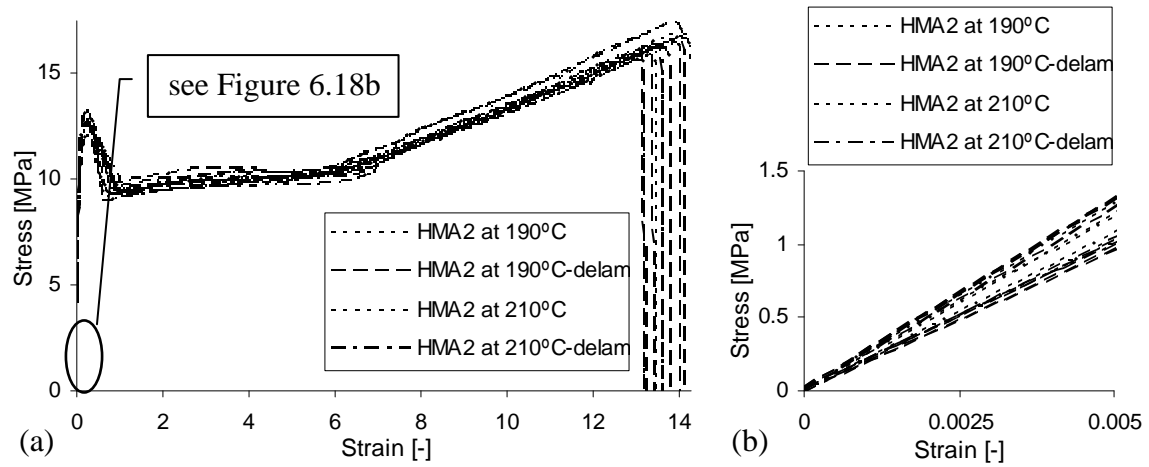 15
10
5
0
Stress [MPa]
see Figure 6.18b
HMA2 at 190ºC
HMA2 at 190ºC-delam
HMA2 at 210ºC
HMA2 at 210ºC-delam
0 2 4 6 8 10 12 14
Strain [-]
(a)
HMA2 at 190ºC
HMA2 at 190ºC-delam
HMA2 at 210ºC
HMA2 at 210ºC-delam
1.5
1
0.5
0
Stress [MPa]
0 0.0025 0.005
Strain [-]
(b)